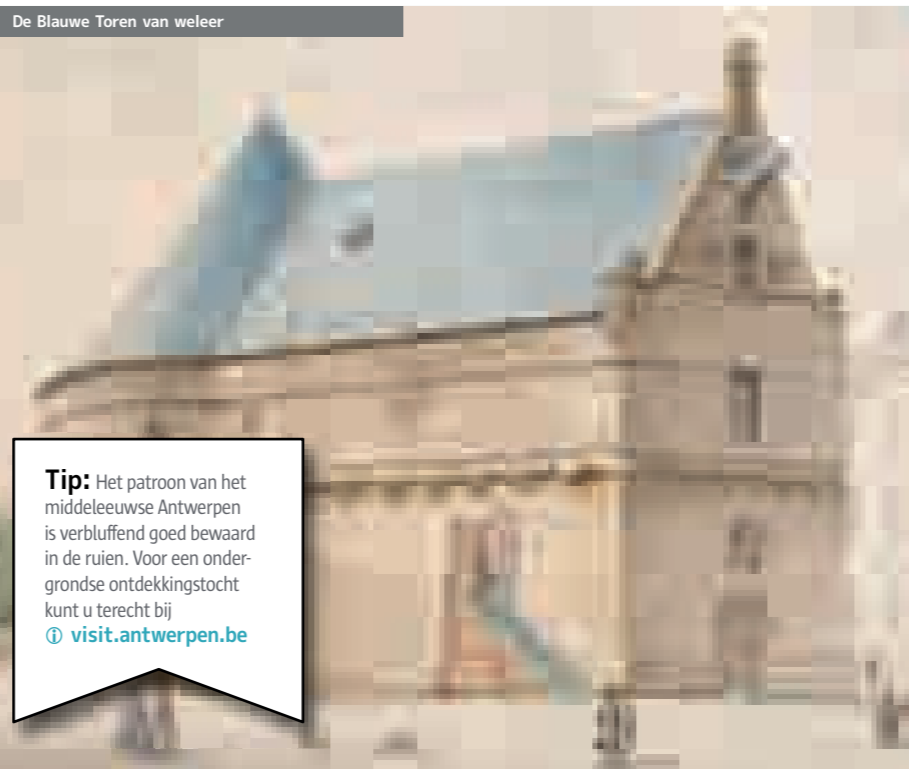 De Blauwe Toren van weleer
Tip: Het patroon van het
middeleeuwse Antwerpen
is verbluffend goed bewaard
in de ruien. Voor een onder-
grondse ontdekkingstocht
kunt u terecht bij
ⓘ visit.antwerpen.be